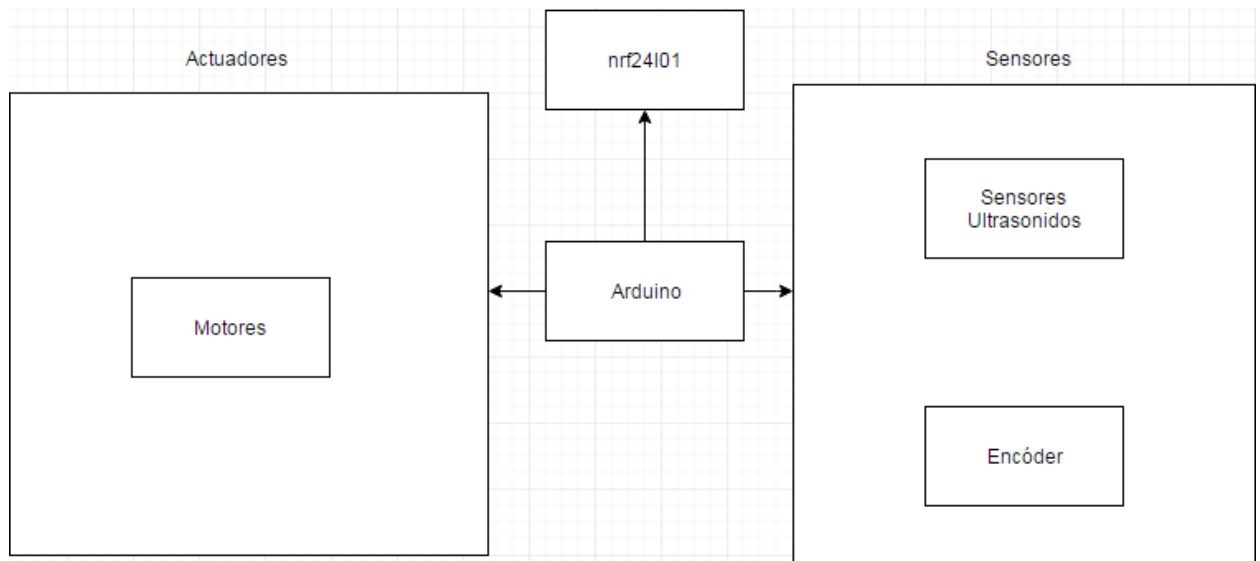 Actuadores
nrf24l01
Sensores
Sensores
Ultrasonidos
Arduino
Motores
Encóder